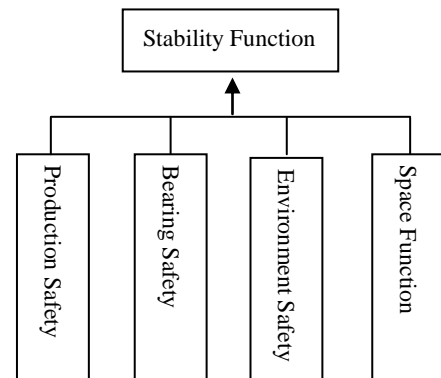 Stability Function
Production Safety
Bearing Safety
Environment Safety
Space Function